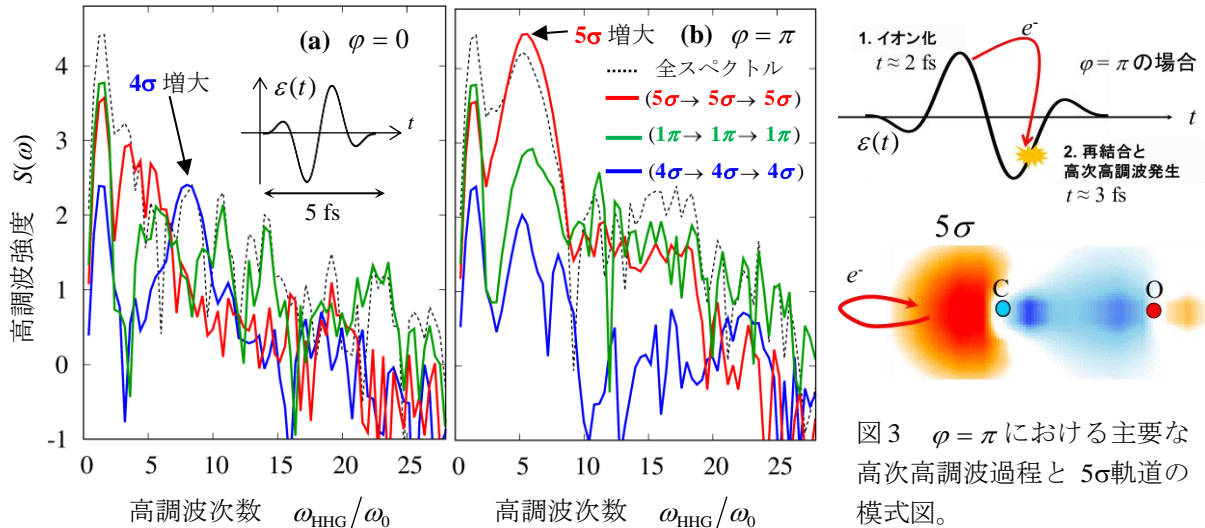 高調波強度 S(ω)
4
3
2
1
0
-1
(a) φ = 0
4σ 増大
ε(t)
t
5 fs
0 5 10 15 20 25
高調波次数 ω_HHG/ω_0
(b) φ = π
5σ 増大
全スペクトル
(5σ→ 5σ→ 5σ)
(1π→ 1π→ 1π)
(4σ→ 4σ→ 4σ)
0 5 10 15 20 25
高調波次数 ω_HHG/ω_0
1. イオン化
t ≈ 2 fs
e⁻
φ = π の場合
t
ε(t)
2. 再結合と
高次高調波発生
t ≈ 3 fs
5σ
e⁻
C
O
図3 φ = π における主要な
高次高調波過程と 5σ軌道の
模式図。